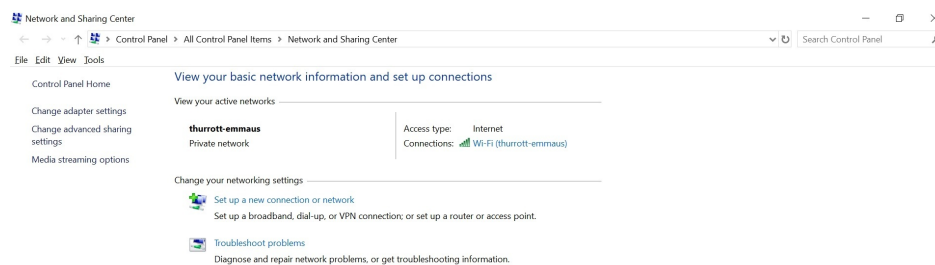 Network and Sharing Center
Control Panel > All Control Panel Items > Network and Sharing Center
Search Control Panel
File Edit View Tools
Control Panel Home
Change adapter settings
Change advanced sharing
settings
Media streaming options
View your basic network information and set up connections
View your active networks
thurrott-emmaus
Private network
Access type: Internet
Connections: Wi-Fi (thurrott-emmaus)
Change your networking settings
Set up a new connection or network
Set up a broadband, dial-up, or VPN connection; or set up a router or access point.
Troubleshoot problems
Diagnose and repair network problems, or get troubleshooting information.